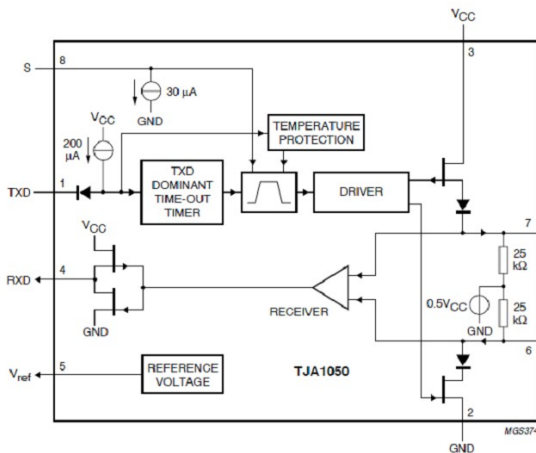 VCC
3
S
8
30 μA
GND
VCC
200
μA
TEMPERATURE
PROTECTION
TXD
1
TXD
DOMINANT
TIME-OUT
TIMER
DRIVER
7
VCC
25
kΩ
RXD
4
0.5VCC
RECEIVER
GND
25
kΩ
GND
6
Vref
5
REFERENCE
VOLTAGE
TJA1050
2
MGS374
GND